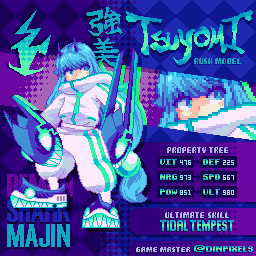 強美
TSUYOMI
RUSH MODEL
PROPERTY TREE
VIT 476 DEF 225
NRG 973 SPD 667
POW 851 VLT 980
ULTIMATE SKILL
TIDAL TEMPEST
SHARK
MAJIN
GAME MASTER @DINPIXELS